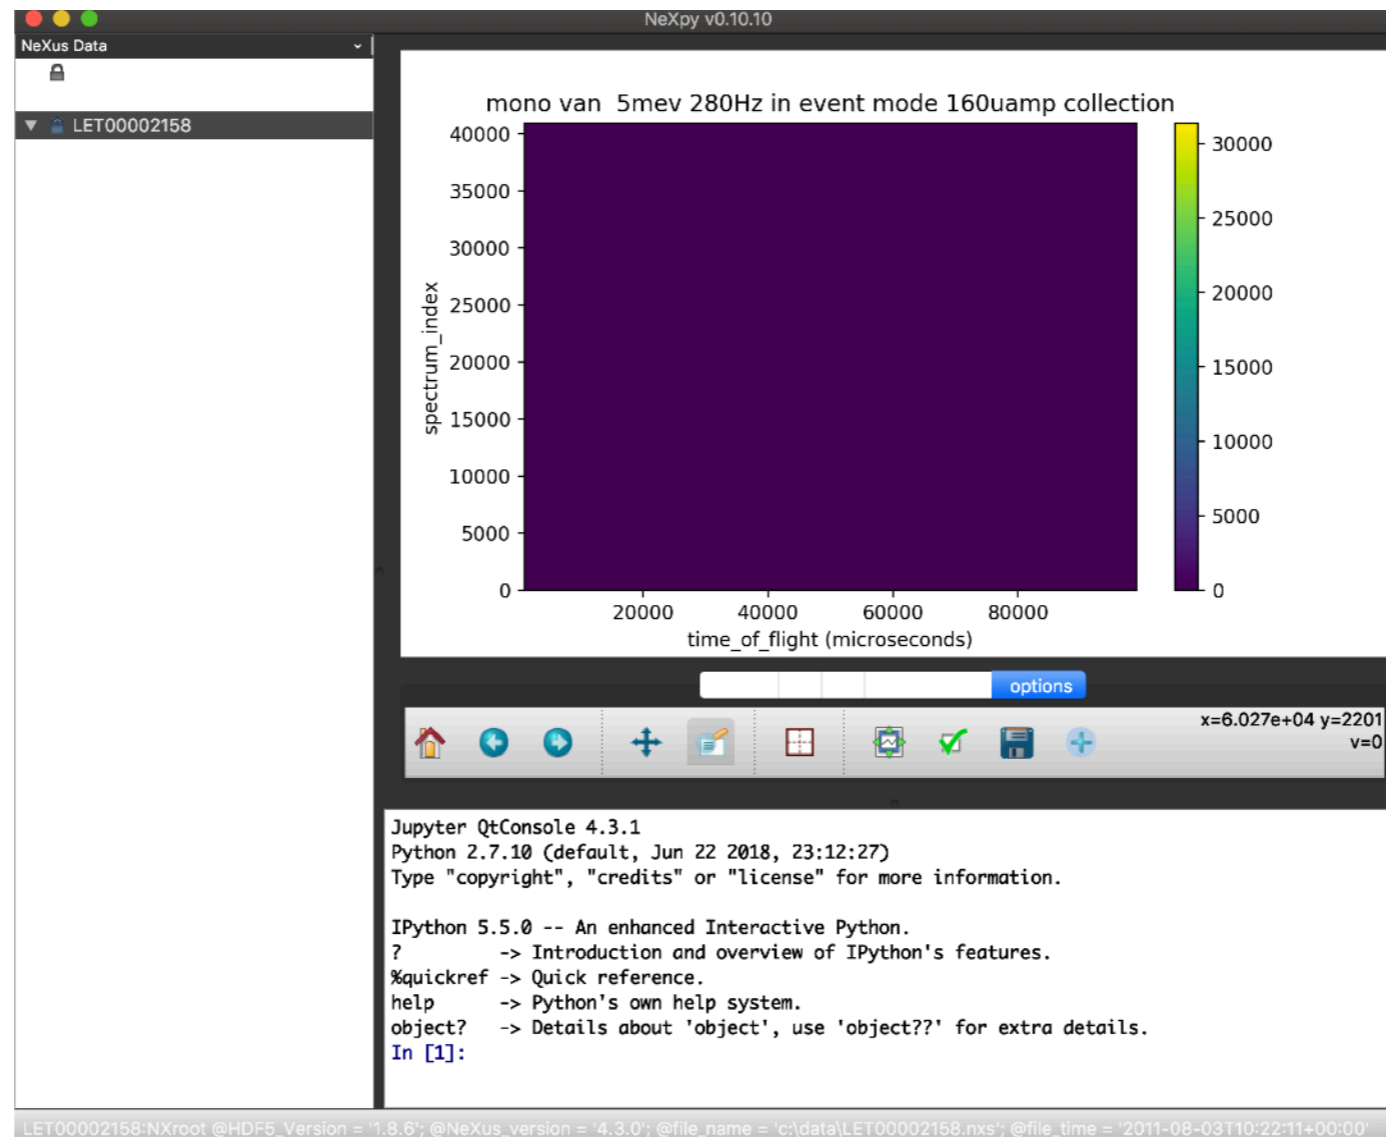 NeXpy v0.10.10
NeXus Data
LET00002158
mono van  5mev 280Hz in event mode 160uamp collection
40000
35000
30000
25000
20000
15000
10000
5000
0
spectrum_index
20000 40000 60000 80000
time_of_flight (microseconds)
30000
25000
20000
15000
10000
5000
0
options
x=6.027e+04 y=2201
v=0
Jupyter QtConsole 4.3.1
Python 2.7.10 (default, Jun 22 2018, 23:12:27)
Type "copyright", "credits" or "license" for more information.
IPython 5.5.0 -- An enhanced Interactive Python.
?         -> Introduction and overview of IPython's features.
%quickref -> Quick reference.
help      -> Python's own help system.
object?   -> Details about 'object', use 'object??' for extra details.
In [1]:
LET00002158:NXroot @HDF5_Version = '1.8.6'; @NeXus_version = '4.3.0'; @file_name = 'c:\data\LET00002158.nxs'; @file_time = '2011-08-03T10:22:11+00:00'